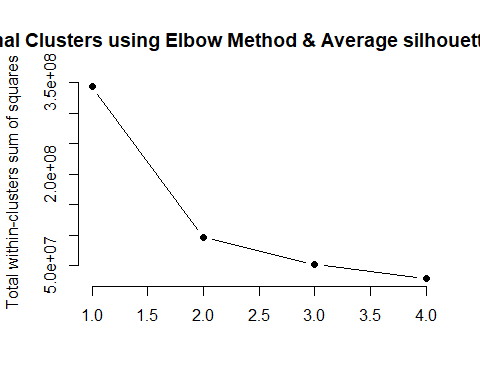 nal Clusters using Elbow Method & Average silhouett
Total within-clusters sum of squares
3.5e+08
2.0e+08
5.0e+07
1.0 1.5 2.0 2.5 3.0 3.5 4.0